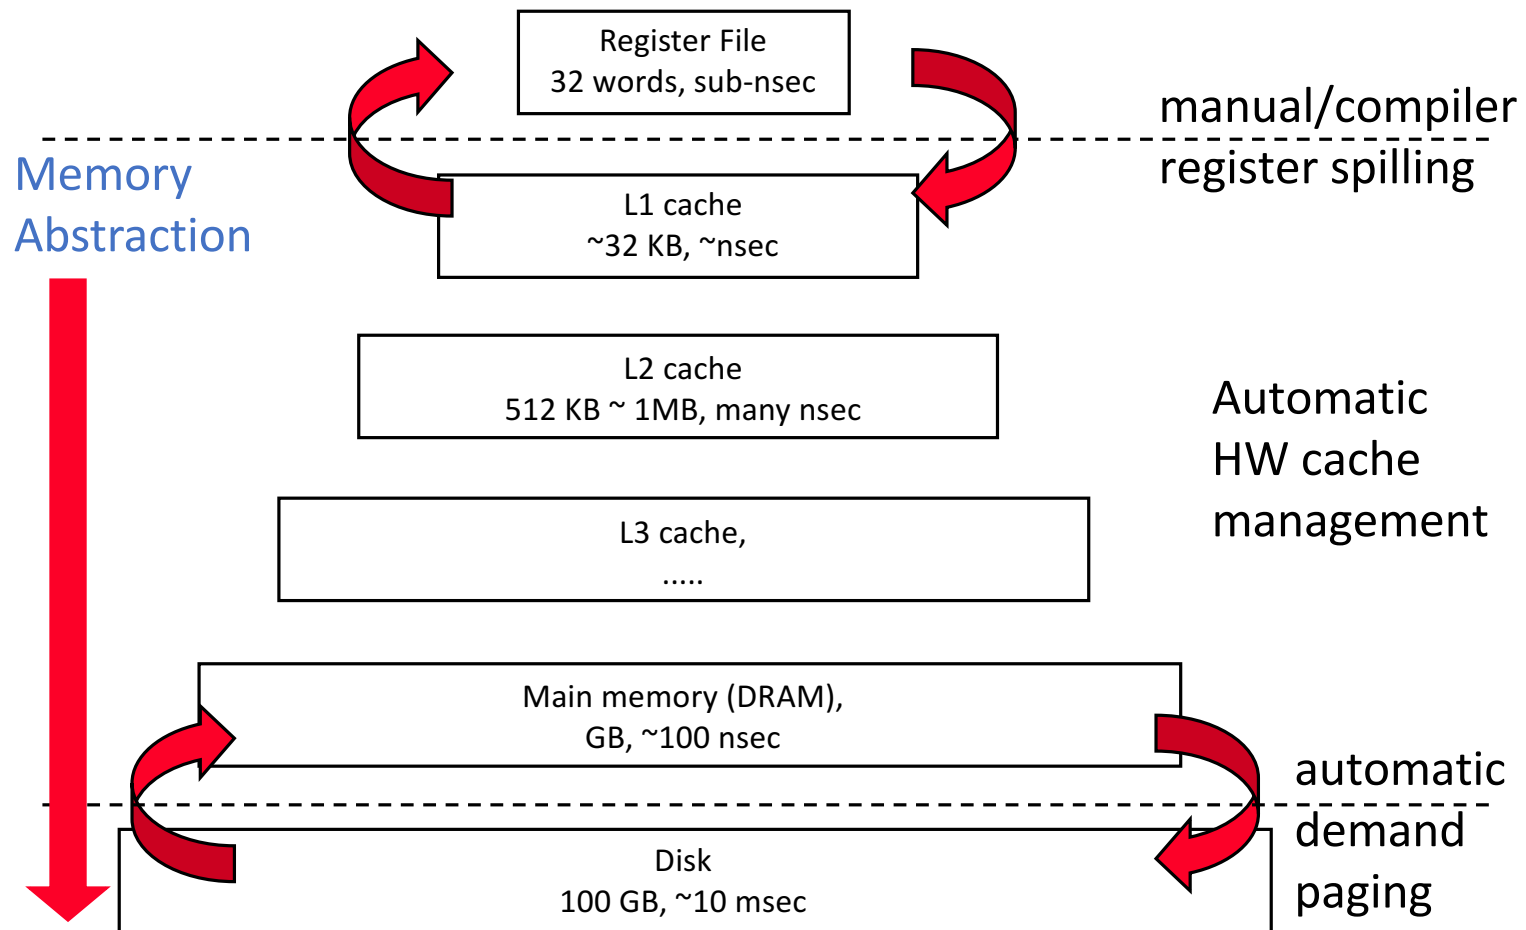 Register File
32 words, sub-nsec
manual/compiler
register spilling
Memory
Abstraction
L1 cache
~32 KB, ~nsec
L2 cache
512 KB ~ 1MB, many nsec
Automatic
HW cache
management
L3 cache,
.....
Main memory (DRAM),
GB, ~100 nsec
automatic
demand
paging
Disk
100 GB, ~10 msec